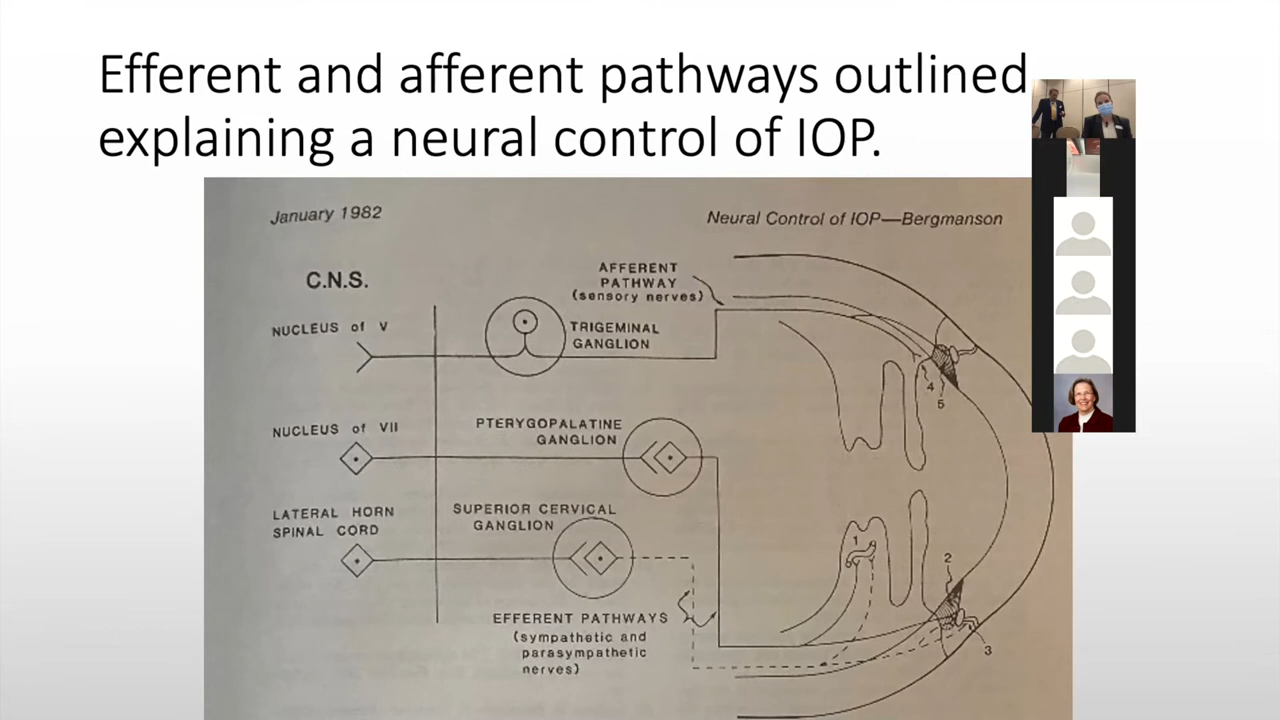 Efferent and afferent pathways outlined
explaining a neural control of IOP.
January 1982
Neural Control of IOP—Bergmanson
C.N.S.
AFFERENT
PATHWAY
(sensory nerves)
NUCLEUS of V
TRIGEMINAL
GANGLION
4
5
NUCLEUS of VII
PTERYGOPALATINE
GANGLION
LATERAL HORN
SPINAL CORD
SUPERIOR CERVICAL
GANGLION
1
2
EFFERENT PATHWAYS
(sympathetic and
parasympathetic
nerves)
3